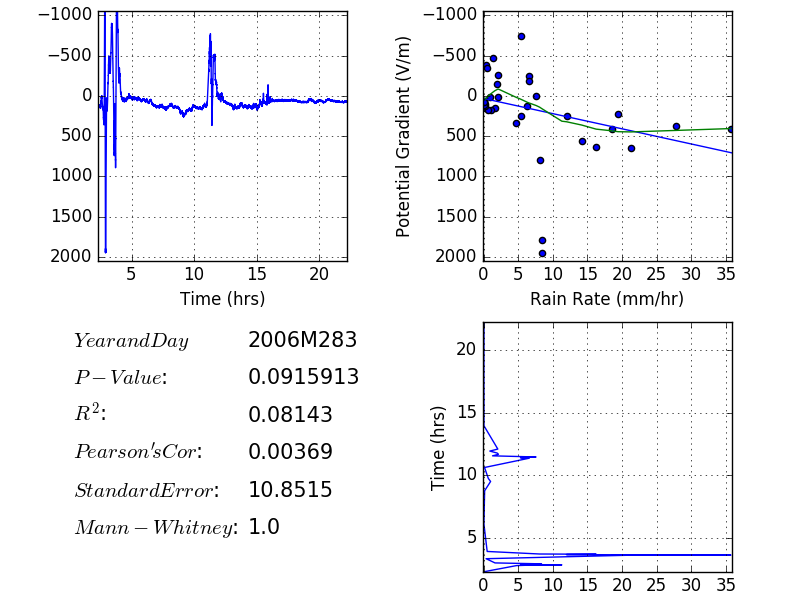 −1000
−500
0
500
1000
1500
2000
5 10 15 20
Time (hrs)
Potential Gradient (V/m)
−1000
−500
0
500
1000
1500
2000
0 5 10 15 20 25 30 35
Rain Rate (mm/hr)
YearandDay 2006M283
P−Value: 0.0915913
R²: 0.08143
Pearson'sCor: 0.00369
StandardError: 10.8515
Mann−Whitney: 1.0
Time (hrs)
20
15
10
5
0 5 10 15 20 25 30 35